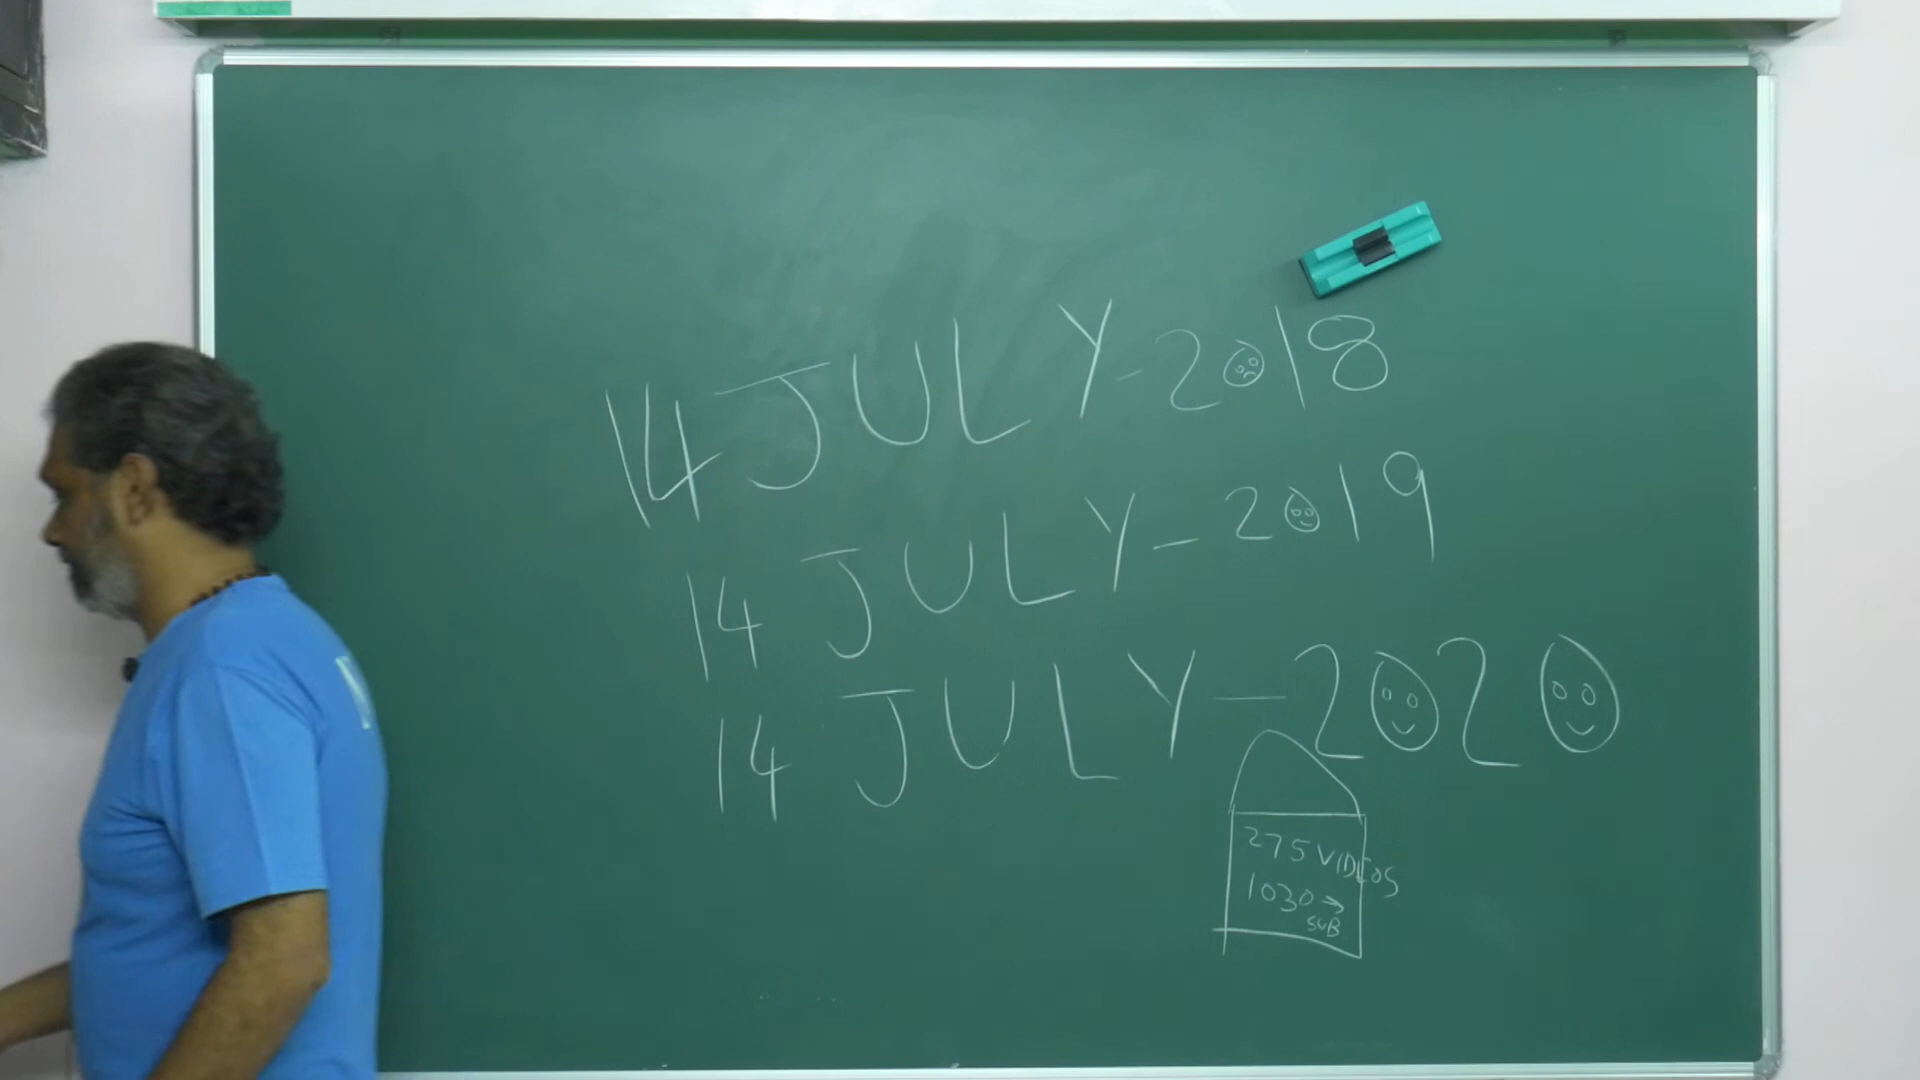 14 JULY-2018
14 JULY-2019
14 JULY-2020
275 VIDEOS
1030→
SUB